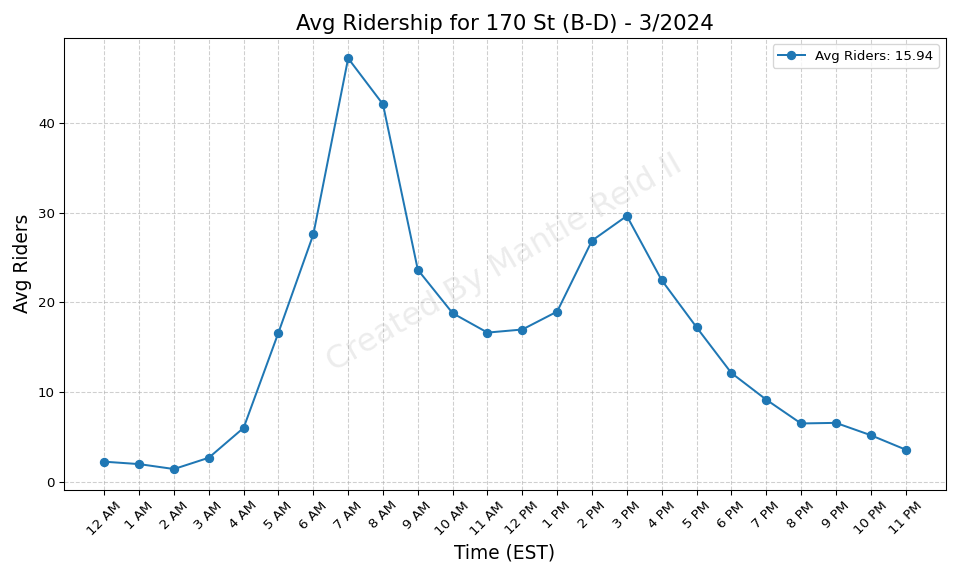 Avg Ridership for 170 St (B-D) - 3/2024
Avg Riders: 15.94
Avg Riders
40
30
20
10
0
Created By Mantie Reid II
12 AM
1 AM
2 AM
3 AM
4 AM
5 AM
6 AM
7 AM
8 AM
9 AM
10 AM
11 AM
12 PM
1 PM
2 PM
3 PM
4 PM
5 PM
6 PM
7 PM
8 PM
9 PM
10 PM
11 PM
Time (EST)